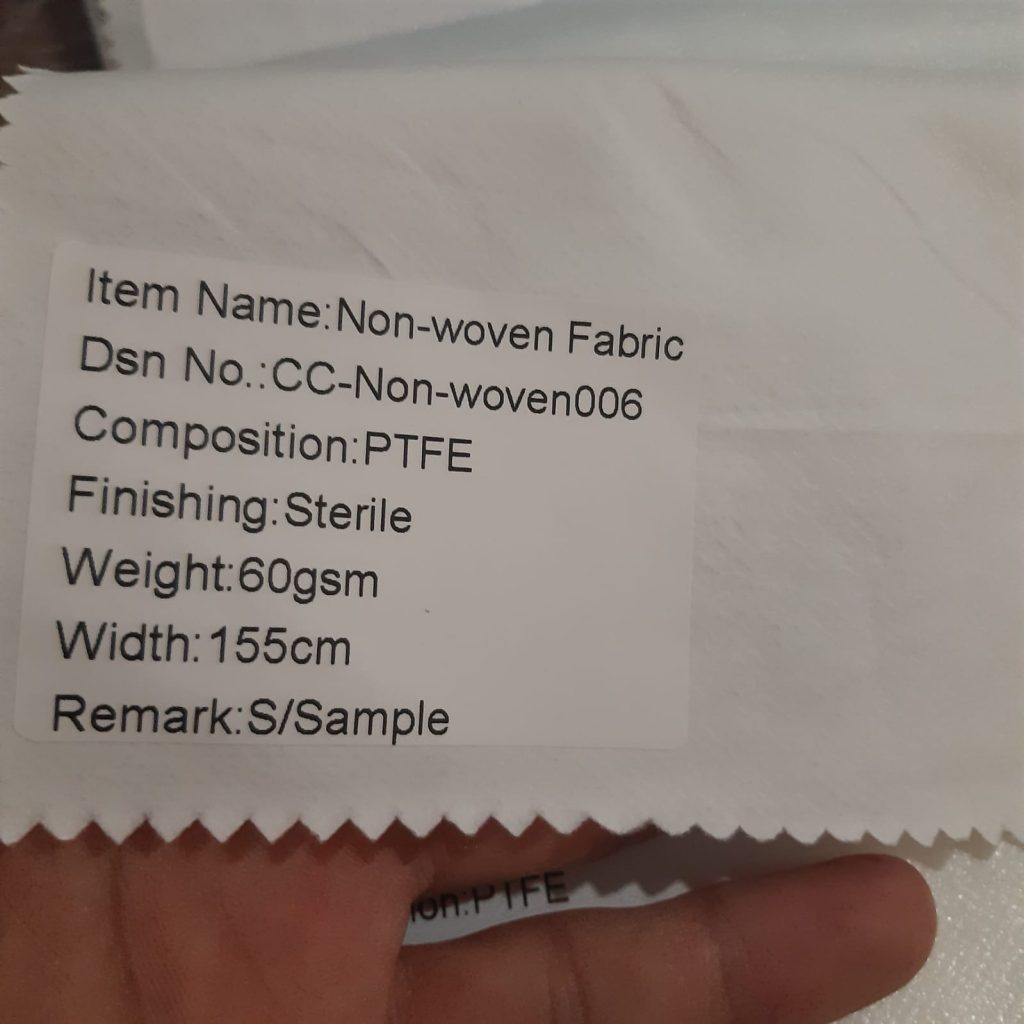 Item Name:Non-woven Fabric
Dsn No.:CC-Non-woven006
Composition:PTFE
Finishing:Sterile
Weight:60gsm
Width:155cm
Remark:S/Sample
ion:PTFE